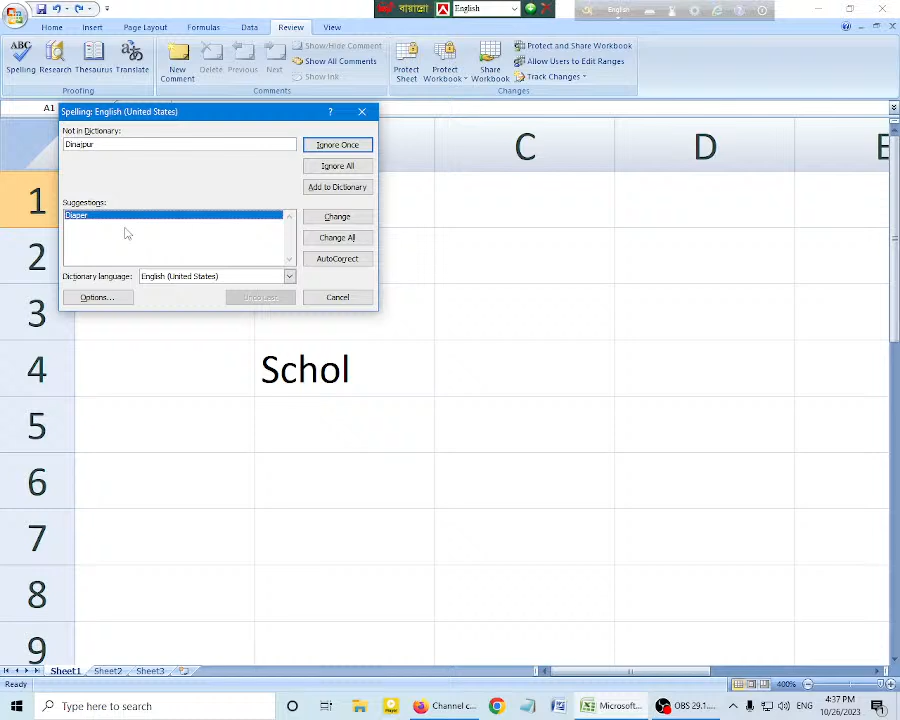 বায়ান্নো English English
Home Insert Page Layout Formulas Data Review View
Spelling Research Thesaurus Translate
Proofing
New Comment Delete Previous Next
Show/Hide Comment
Show All Comments
Show Ink
Comments
Protect Sheet Protect Workbook Share Workbook
Protect and Share Workbook
Allow Users to Edit Ranges
Track Changes
Changes
A1
Spelling: English (United States) ?
Not in Dictionary:
Dinajpur
Ignore Once
Ignore All
Add to Dictionary
Suggestions:
Diaper
Change
Change All
AutoCorrect
Dictionary language: English (United States)
Options... Undo Last Cancel
C D E
1
2
3
4 Schol
5
6
7
8
9
Sheet1 Sheet2 Sheet3
Ready 400%
Type here to search Channel c... Microsoft... OBS 29.1.... ENG 4:37 PM
10/26/2023